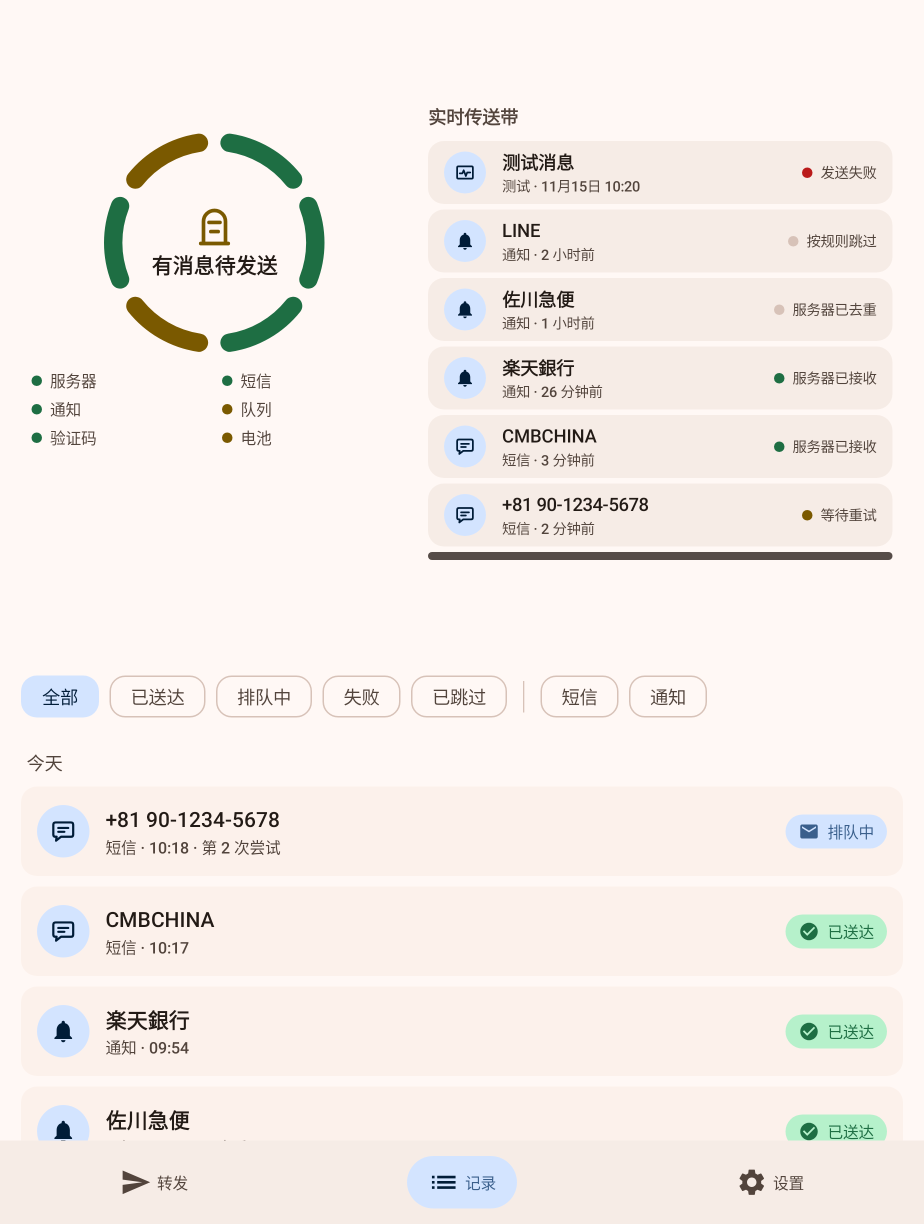 有消息待发送
服务器
短信
通知
队列
验证码
电池
实时传送带
测试消息
测试 · 11月15日 10:20
发送失败
LINE
通知 · 2 小时前
按规则跳过
佐川急便
通知 · 1 小时前
服务器已去重
楽天銀行
通知 · 26 分钟前
服务器已接收
CMBCHINA
短信 · 3 分钟前
服务器已接收
+81 90-1234-5678
短信 · 2 分钟前
等待重试
全部 已送达 排队中 失败 已跳过 短信 通知
今天
+81 90-1234-5678
短信 · 10:18 · 第 2 次尝试
排队中
CMBCHINA
短信 · 10:17
已送达
楽天銀行
通知 · 09:54
已送达
佐川急便
已送达
转发 记录 设置